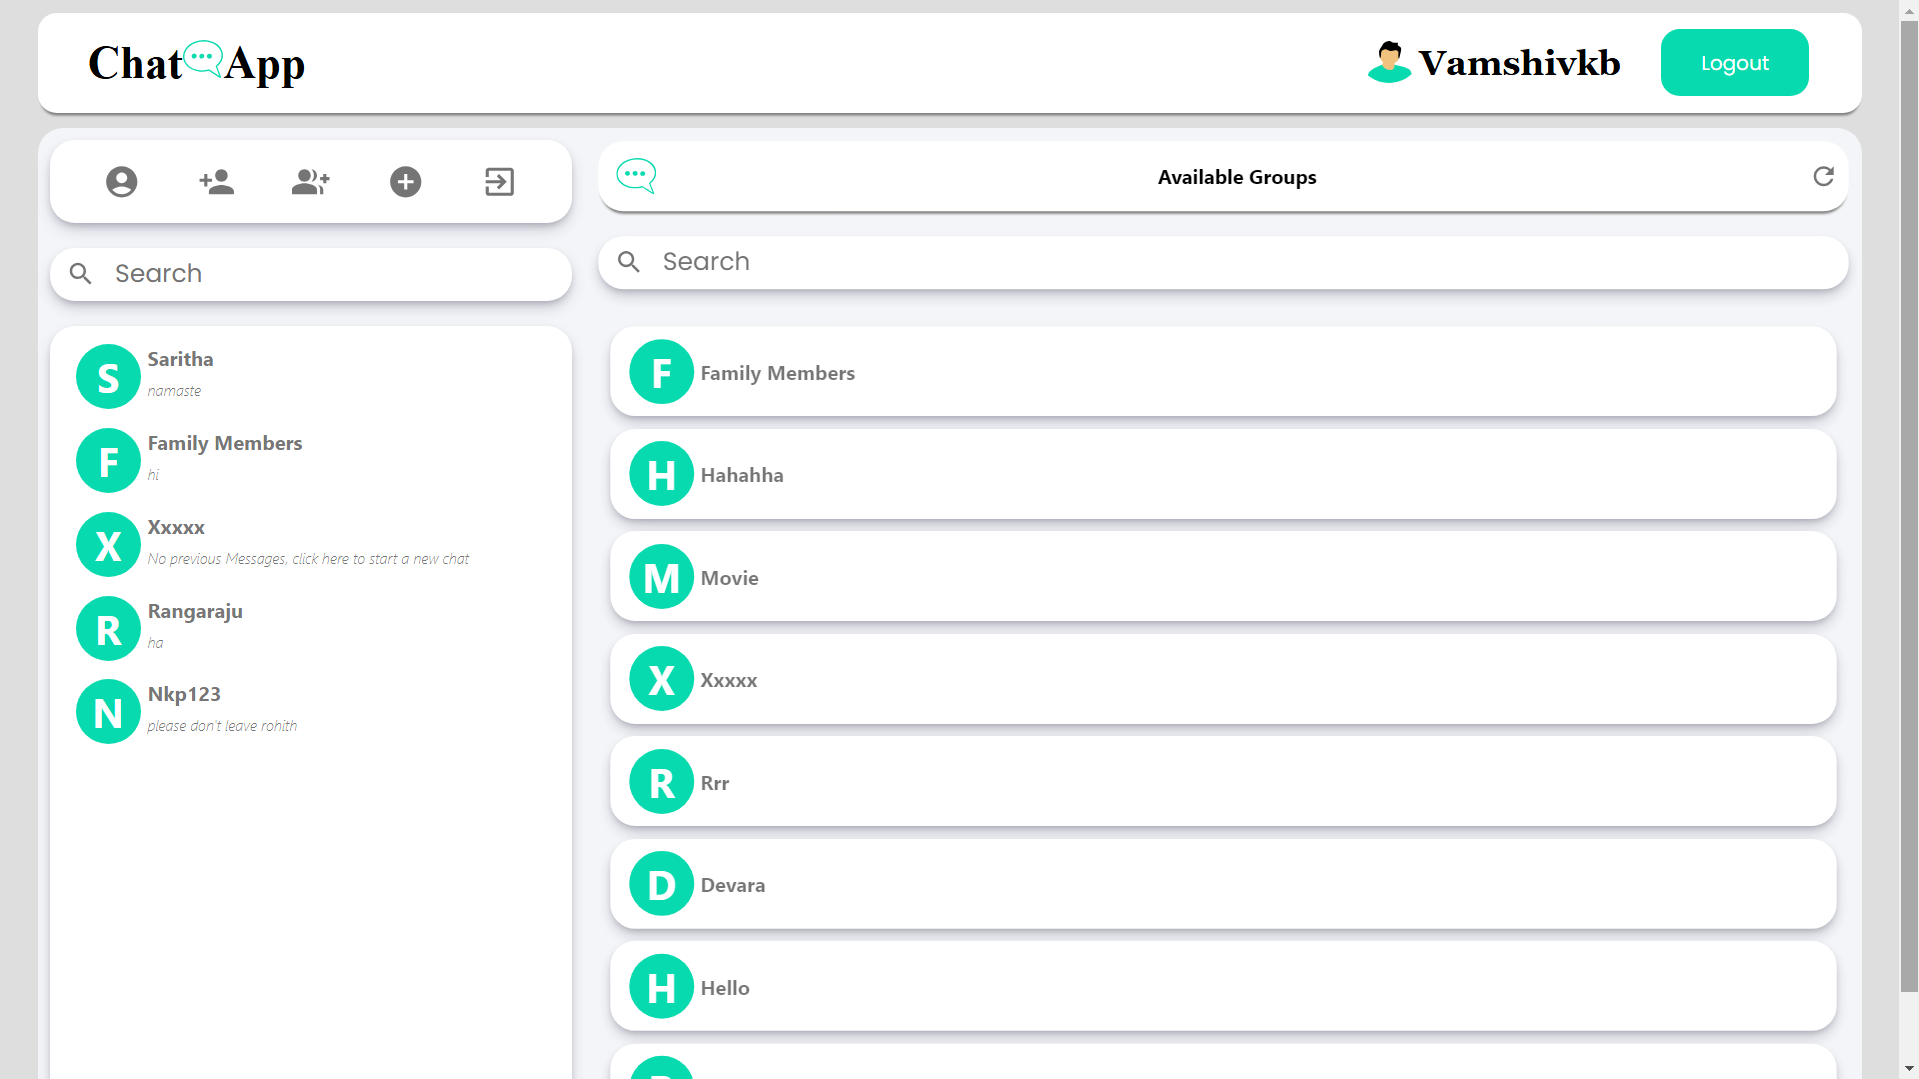 Chat App
Vamshivkb
Logout
Available Groups
Search
Search
S
Saritha
namaste
F
Family Members
hi
X
Xxxxx
No previous Messages, click here to start a new chat
R
Rangaraju
ha
N
Nkp123
please don't leave rohith
F
Family Members
H
Hahahha
M
Movie
X
Xxxxx
R
Rrr
D
Devara
H
Hello